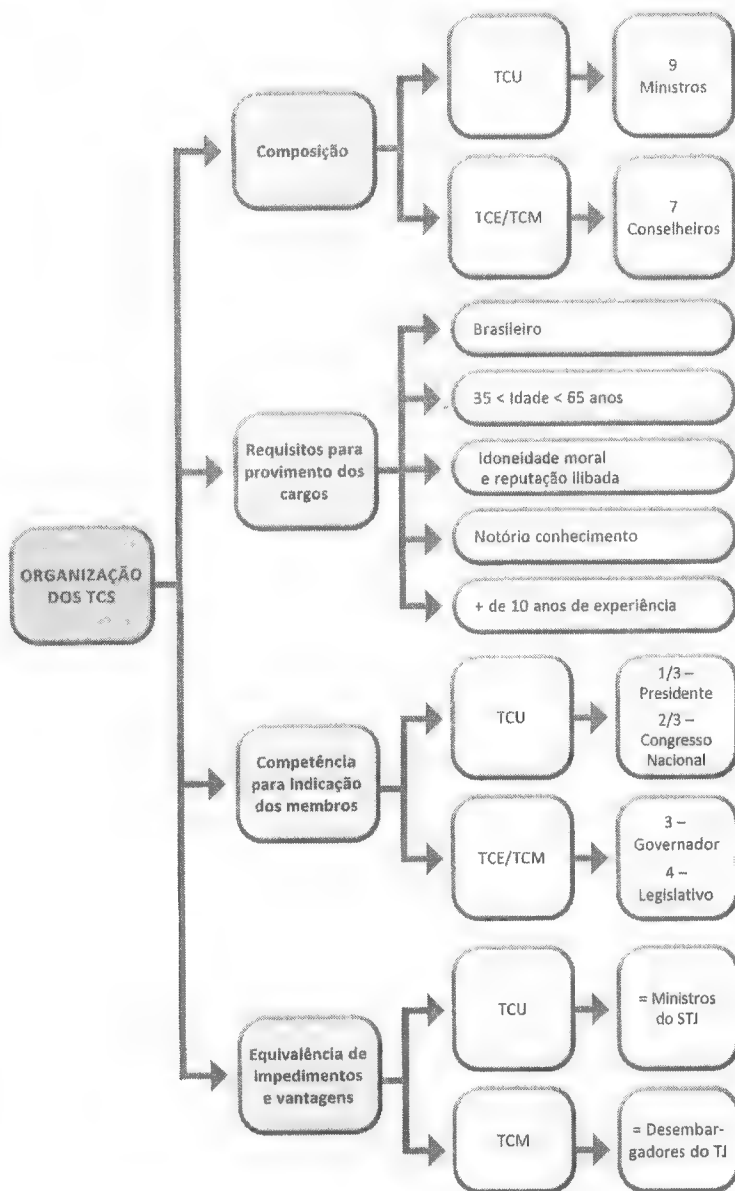 ORGANIZAÇÃO
DOS TCS
Composição
TCU
9
Ministros
TCE/TCM
7
Conselheiros
Requisitos para
provimento dos
cargos
Brasileiro
35 < Idade < 65 anos
Idoneidade moral
e reputação ilibada
Notório conhecimento
+ de 10 anos de experiência
Competência
para indicação
dos membros
TCU
1/3 –
Presidente
2/3 –
Congresso
Nacional
TCE/TCM
3 –
Governador
4 –
Legislativo
Equivalência de
impedimentos
e vantagens
TCU
= Ministros
do STJ
TCM
= Desembar-
gadores do TJ